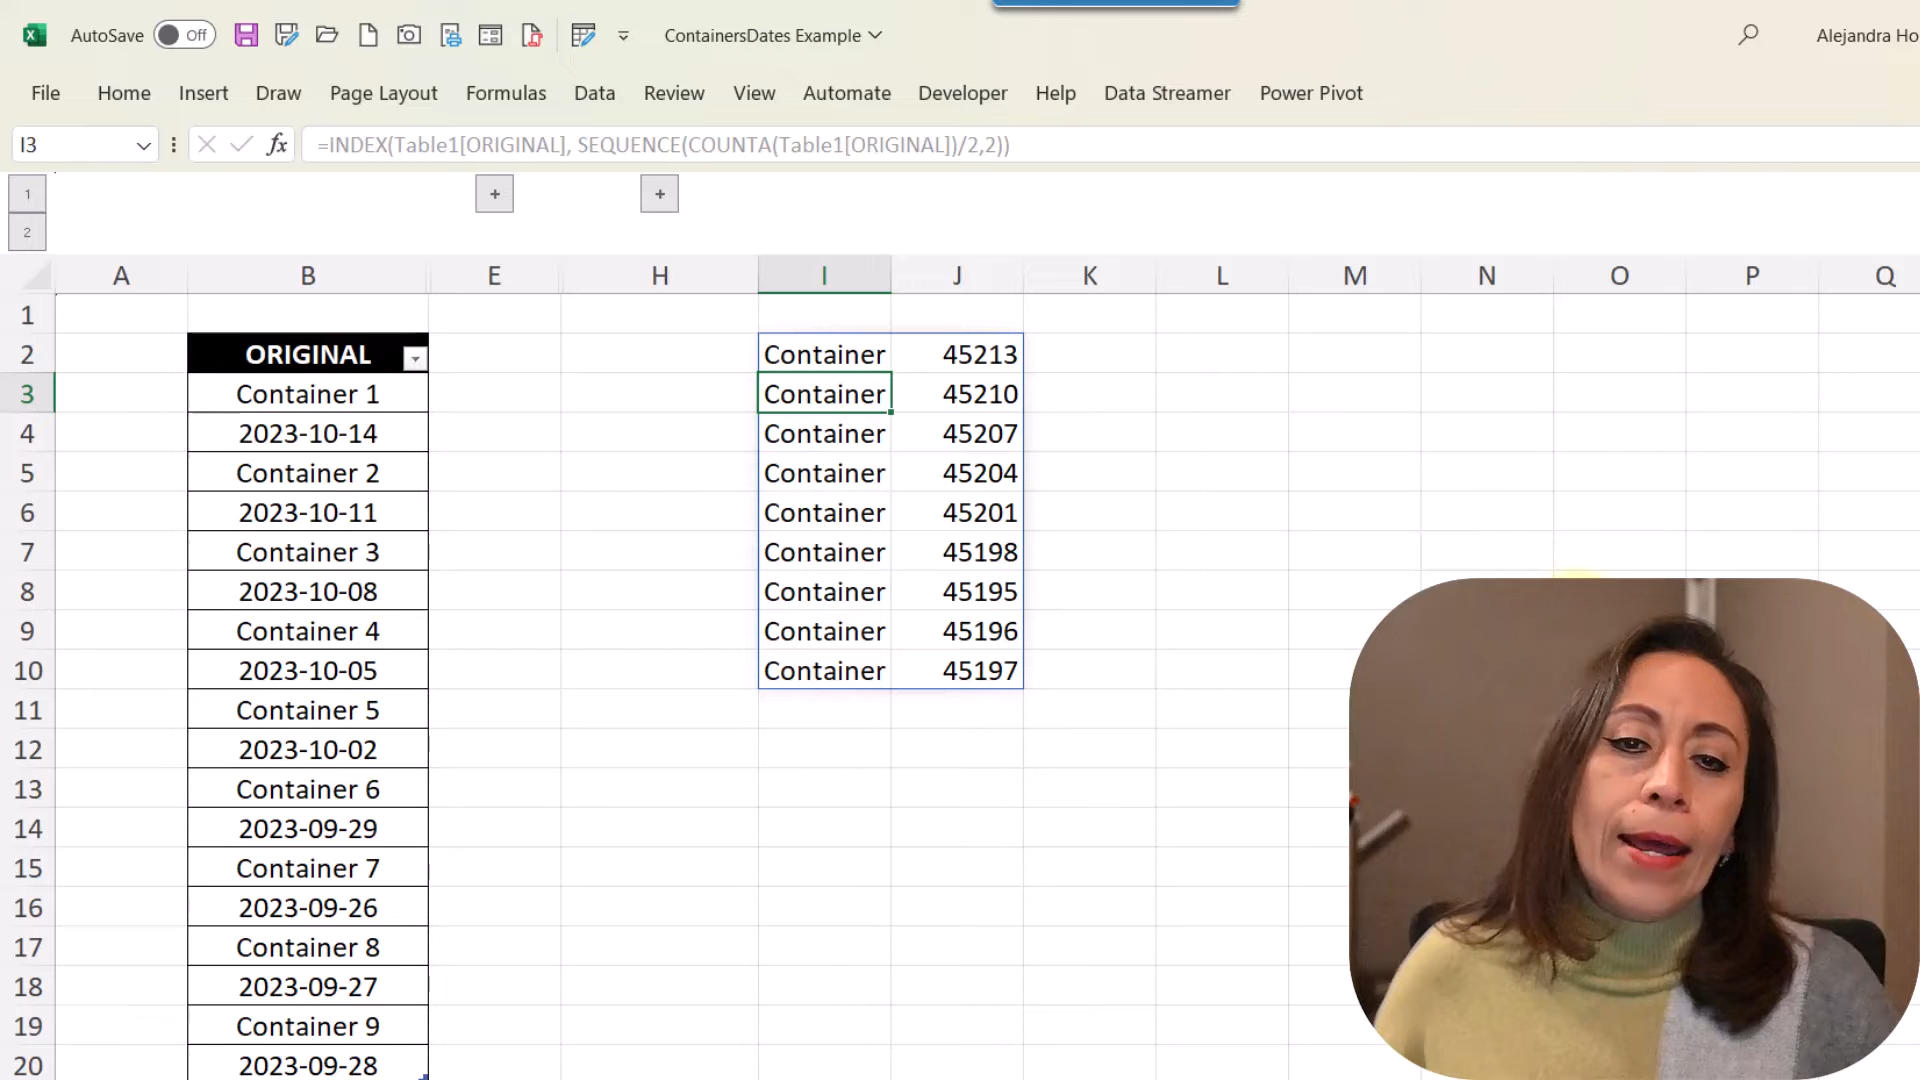 AutoSave Off ContainersDates Example Alejandra Ho
File Home Insert Draw Page Layout Formulas Data Review View Automate Developer Help Data Streamer Power Pivot
I3 fx =INDEX(Table1[ORIGINAL], SEQUENCE(COUNTA(Table1[ORIGINAL])/2,2))
1 + +
2
A B E H I J K L M N O P Q
1
2 ORIGINAL Container 45213
3 Container 1 Container 45210
4 2023-10-14 Container 45207
5 Container 2 Container 45204
6 2023-10-11 Container 45201
7 Container 3 Container 45198
8 2023-10-08 Container 45195
9 Container 4 Container 45196
10 2023-10-05 Container 45197
11 Container 5
12 2023-10-02
13 Container 6
14 2023-09-29
15 Container 7
16 2023-09-26
17 Container 8
18 2023-09-27
19 Container 9
20 2023-09-28